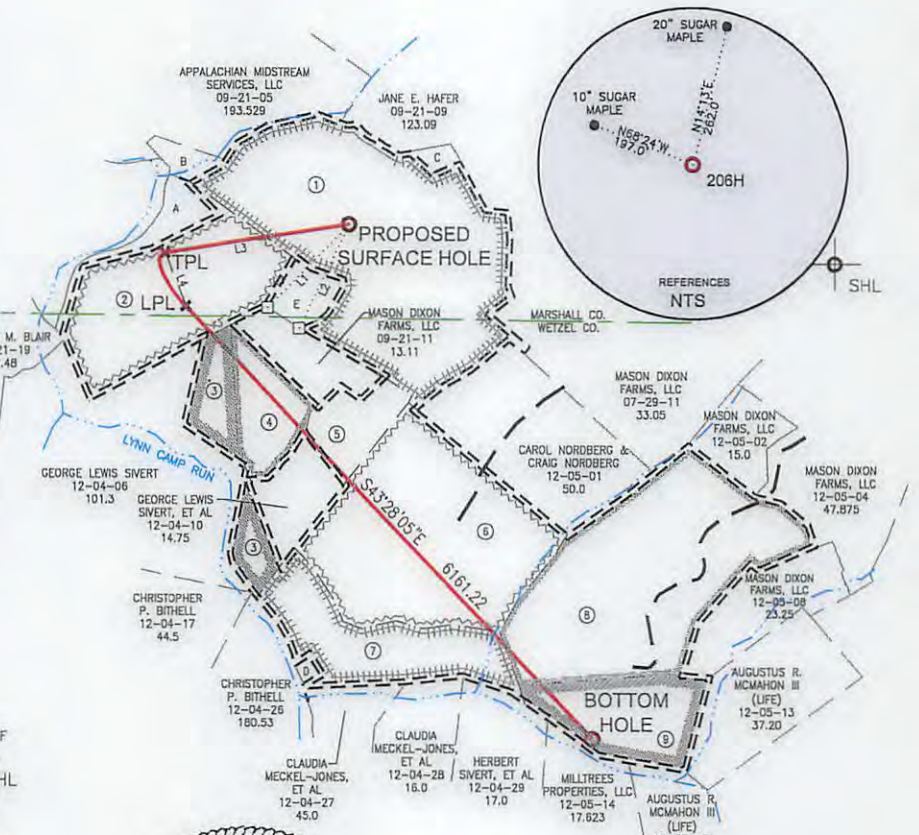 20" SUGAR
MAPLE
10" SUGAR
MAPLE
N14°13'E
262.0'
N68°24'W
197.0'
206H
REFERENCES
NTS
SHL
APPALACHIAN MIDSTREAM
SERVICES, LLC
09-21-05
193.529
JANE E. HAFER
09-21-09
123.09
B
C
A
1
PROPOSED
SURFACE HOLE
L3
TPL
L1
L2
L4
2
LPL
E
MASON DIXON
FARMS, LLC
09-21-11
13.11
MARSHALL CO.
WETZEL CO.
M. BLAIR
21-19
.48
MASON DIXON
FARMS, LLC
07-29-11
33.05
MASON DIXON
FARMS, LLC
12-05-02
15.0
MASON DIXON
FARMS, LLC
12-05-04
47.875
3
4
5
LYNN CAMP RUN
CAROL NORDBERG &
CRAIG NORDBERG
12-05-01
50.0
GEORGE LEWIS SIVERT
12-04-06
101.3
GEORGE LEWIS
SIVERT, ET AL
12-04-10
14.75
S43°28'05"E
6161.22
6
3
MASON DIXON
FARMS, LLC
12-05-08
23.25
CHRISTOPHER
P. BITHELL
12-04-17
44.5
8
7
D
CHRISTOPHER
P. BITHELL
12-04-26
180.53
AUGUSTUS R.
MCMAHON III
(LIFE)
12-05-13
37.20
BOTTOM
HOLE
9
CLAUDIA
MECKEL-JONES,
ET AL
12-04-27
45.0
CLAUDIA
MECKEL-JONES,
ET AL
12-04-28
16.0
HERBERT
SIVERT, ET AL
12-04-29
17.0
MILLTREES
PROPERTIES, LLC
12-05-14
17.623
AUGUSTUS R.
MCMAHON III
(LIFE)
F
HL